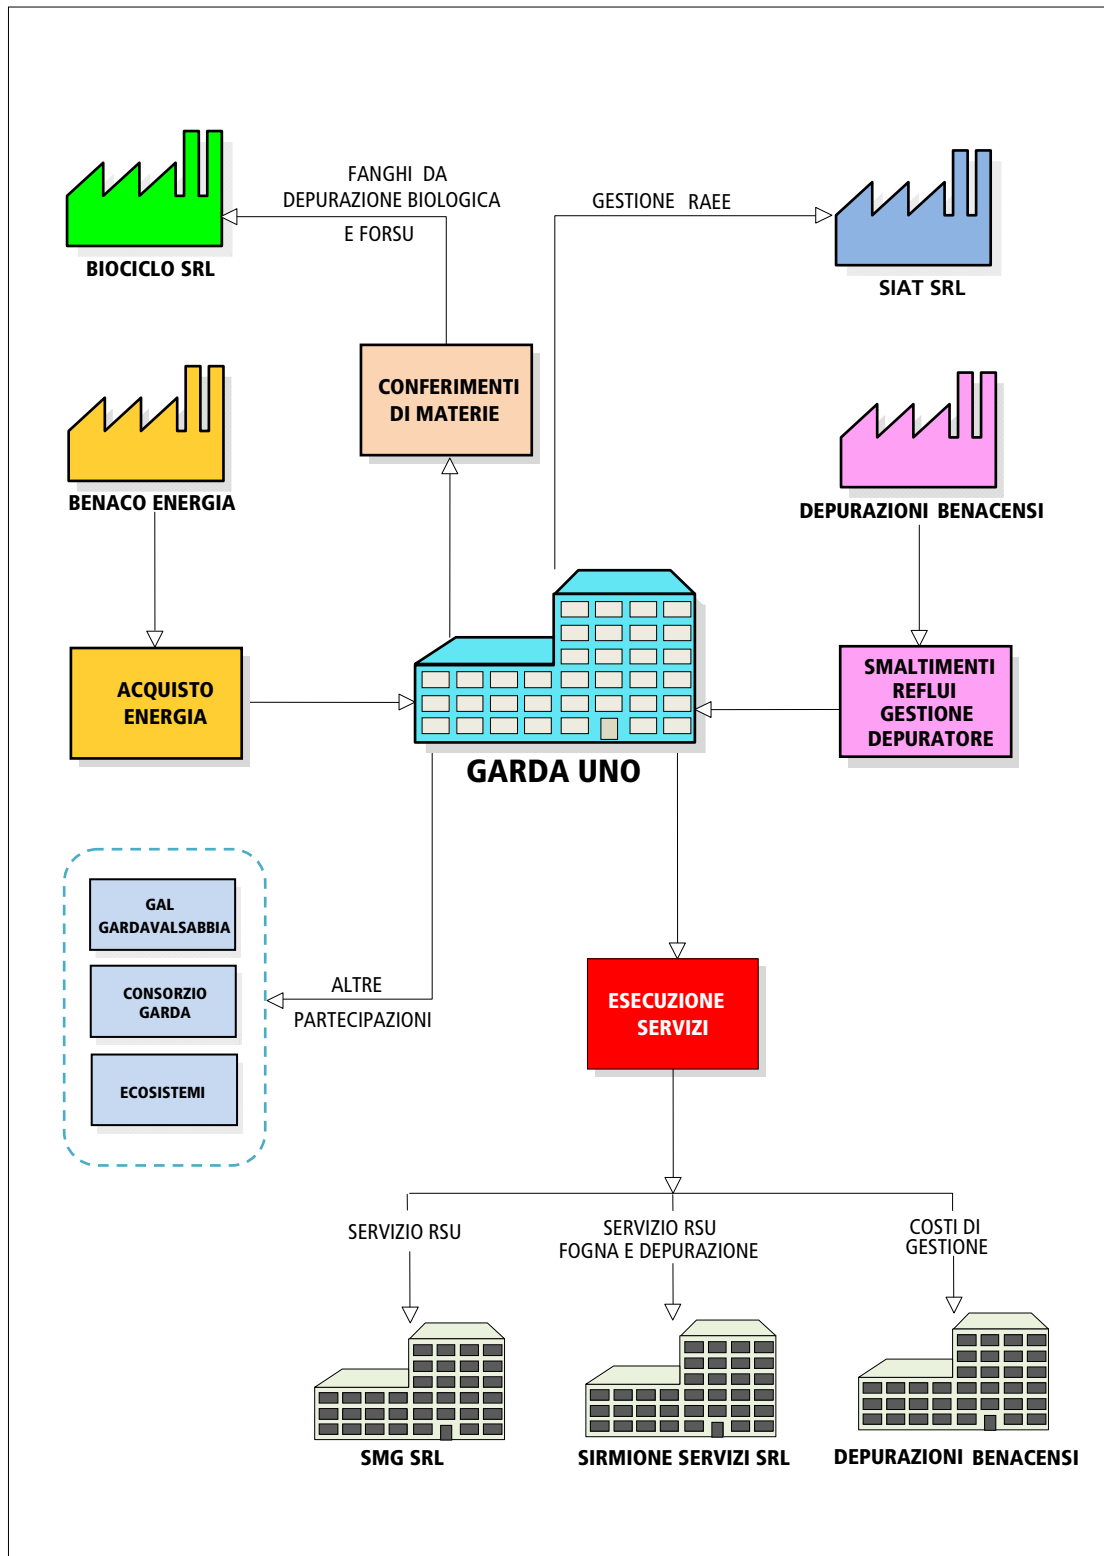 FANGHI DA
DEPURAZIONE BIOLOGICA
E FORSU
GESTIONE RAEE
BIOCICLO SRL
SIAT SRL
CONFERIMENTI
DI MATERIE
BENACO ENERGIA
DEPURAZIONI BENACENSI
ACQUISTO
ENERGIA
SMALTIMENTI
REFLUI
GESTIONE
DEPURATORE
GARDA UNO
GAL
GARDAVALSABBIA
CONSORZIO
GARDA
ECOSISTEMI
ALTRE
PARTECIPAZIONI
ESECUZIONE
SERVIZI
SERVIZIO RSU
SERVIZIO RSU
FOGNA E DEPURAZIONE
COSTI DI
GESTIONE
SMG SRL
SIRMIONE SERVIZI SRL
DEPURAZIONI BENACENSI